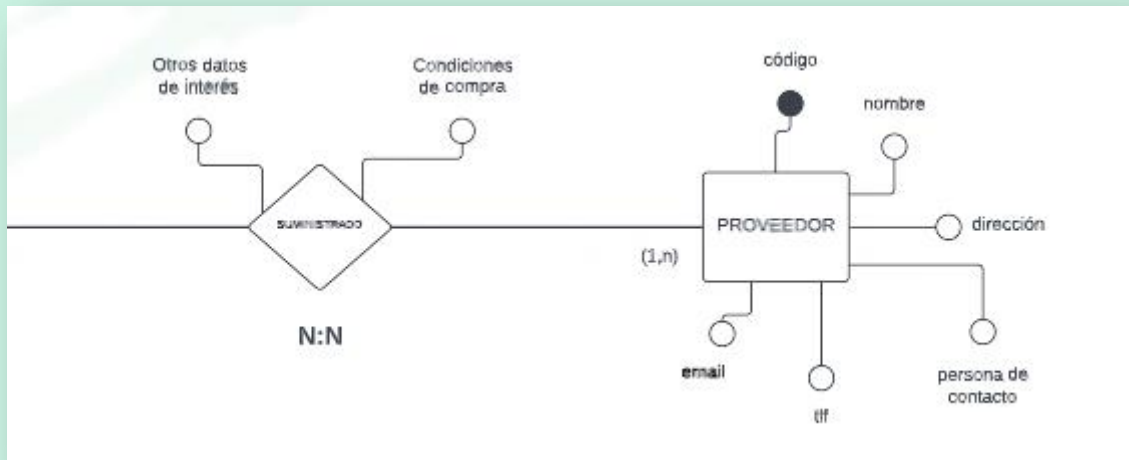 Otros datos
de interés
Condiciones
de compra
código
nombre
SUMINISTRADO
PROVEEDOR
dirección
(1,n)
N:N
email
tlf
persona de
contacto